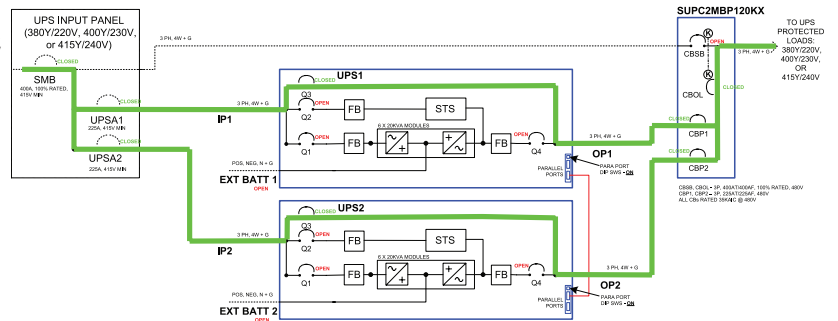 UPS INPUT PANEL
(380Y/220V, 400Y/230V,
or 415Y/240V)
CLOSED
SMB
400A, 100% RATED,
415V MIN
CLOSED
UPSA1
225A, 415V MIN
CLOSED
UPSA2
225A, 415V MIN
3 PH, 4W + G
3 PH, 4W + G
IP1
3 PH, 4W + G
IP2
UPS1
CLOSED
Q3
OPEN
Q2
FB
STS
6 X 20KVA MODULES
OPEN
Q1
FB
FB
OPEN
Q4
POS, NEG, N + G
EXT BATT 1
OPEN
PARALLEL
PORTS
OP1
PARA PORT
DIP SWS - ON
3 PH, 4W + G
UPS2
CLOSED
Q3
OPEN
Q2
FB
STS
6 X 20KVA MODULES
OPEN
Q1
FB
FB
OPEN
Q4
POS, NEG, N + G
EXT BATT 2
OPEN
PARALLEL
PORTS
OP2
PARA PORT
DIP SWS - ON
3 PH, 4W + G
SUPC2MBP120KX
K
OPEN
CBSB
3 PH, 4W + G
K
CLOSED
CBOL
CLOSED
CBP1
CLOSED
CBP2
TO UPS
PROTECTED
LOADS:
380Y/220V,
400Y/230V,
OR
415Y/240V
CBSB, CBOL - 3P, 400AT/400AF, 100% RATED, 480V
CBP1, CBP2 - 3P, 225AT/225AF, 480V
ALL CBs RATED 35KAIC @ 480V